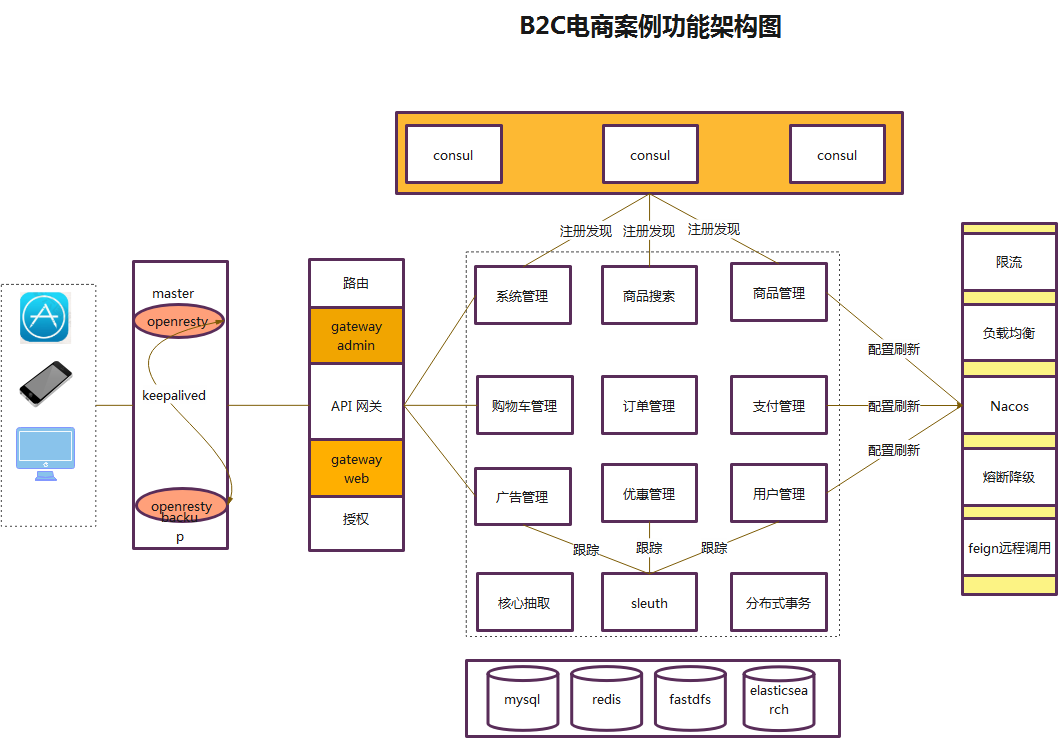 B2C电商案例功能架构图
consul
consul
consul
注册发现
注册发现
注册发现
master
openresty
keepalived
openresty
backu
p
路由
gateway
admin
API 网关
gateway
web
授权
系统管理
商品搜索
商品管理
购物车管理
订单管理
支付管理
广告管理
优惠管理
用户管理
跟踪
跟踪
跟踪
核心抽取
sleuth
分布式事务
配置刷新
配置刷新
配置刷新
限流
负载均衡
Nacos
熔断降级
feign远程调用
mysql
redis
fastdfs
elasticsea
rch